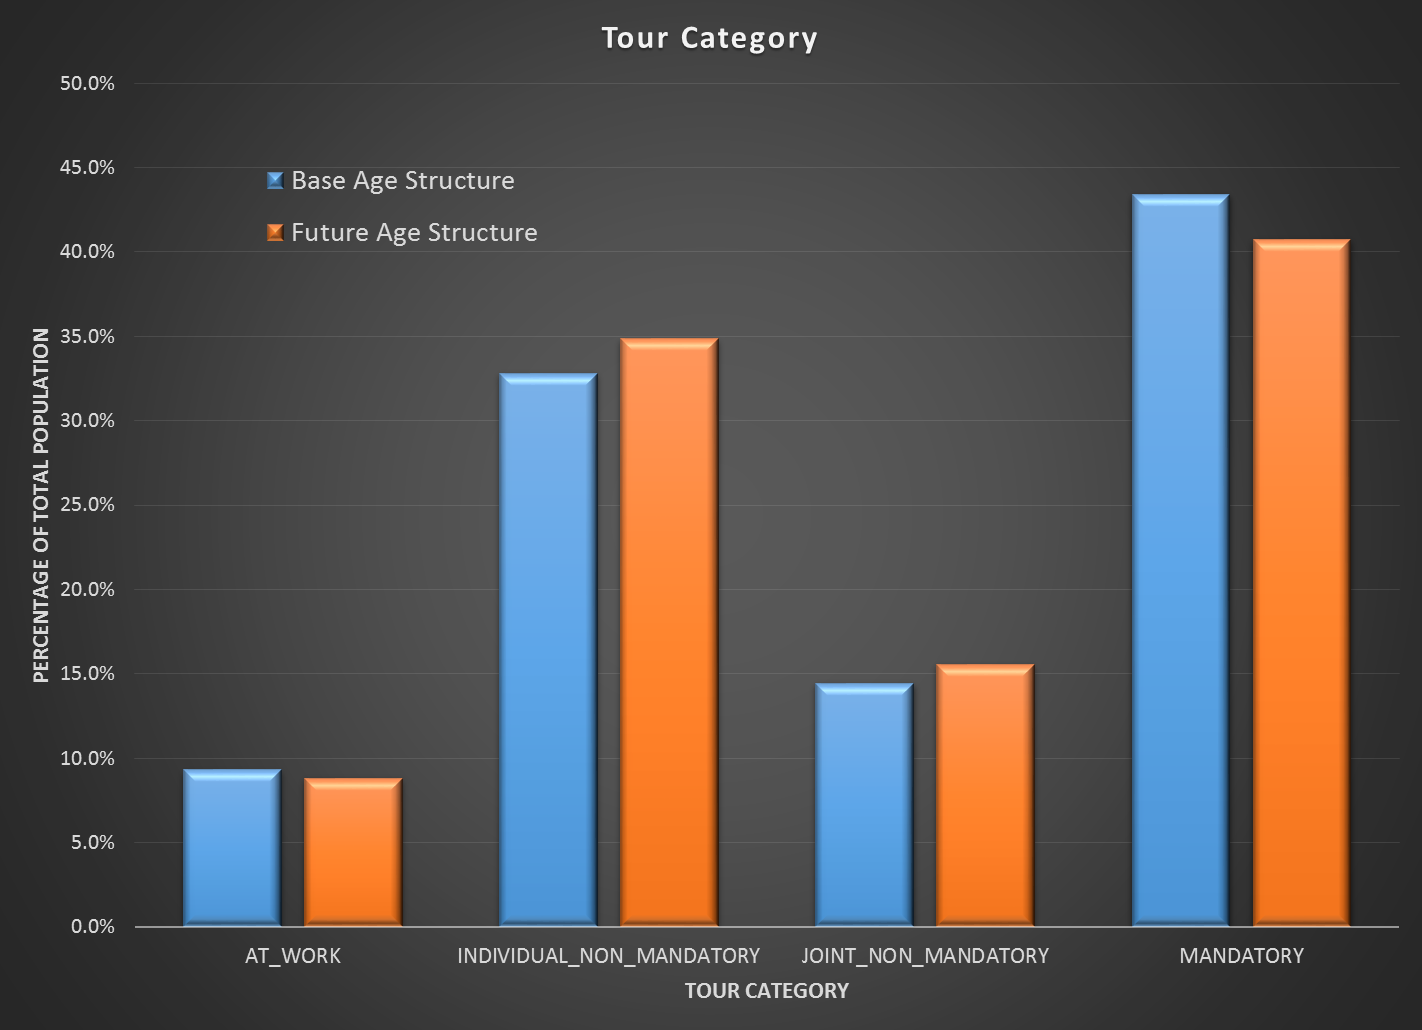 Tour Category
50.0%
45.0%
40.0%
35.0%
30.0%
25.0%
20.0%
15.0%
10.0%
5.0%
0.0%
PERCENTAGE OF TOTAL POPULATION
Base Age Structure
Future Age Structure
AT_WORK
INDIVIDUAL_NON_MANDATORY
JOINT_NON_MANDATORY
MANDATORY
TOUR CATEGORY